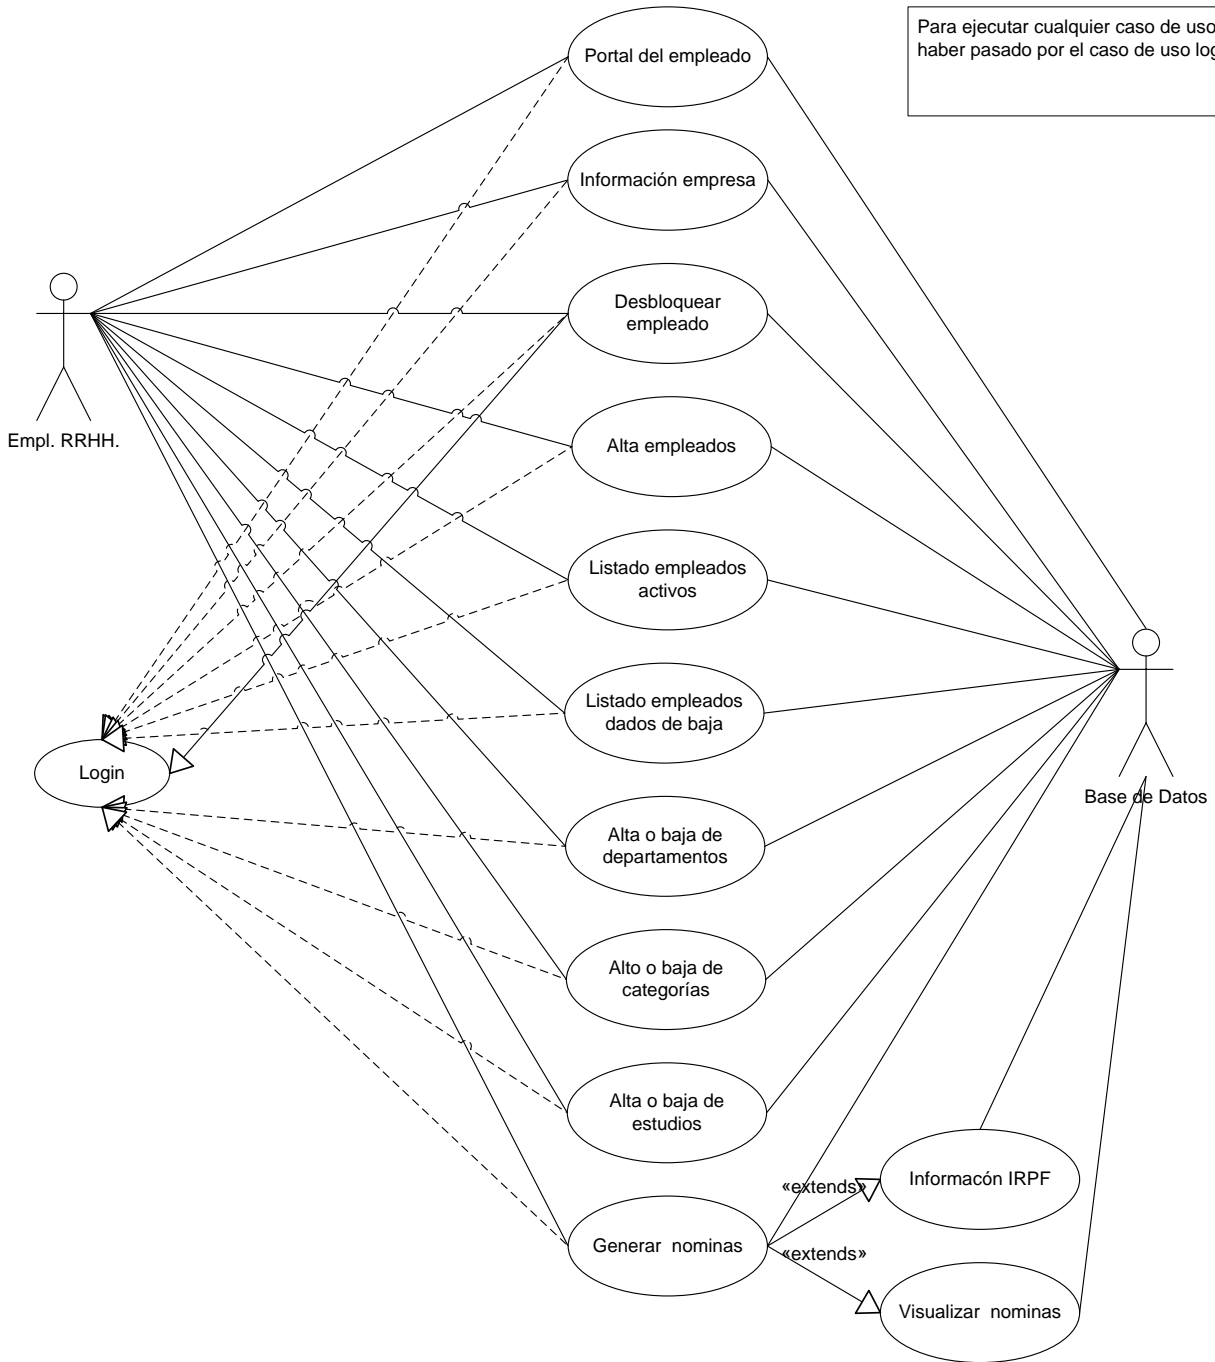 Portal del empleado
Para ejecutar cualquier caso de uso
haber pasado por el caso de uso
Información empresa
Desbloquear
empleado
Empl. RRHH.
Alta empleados
Listado empleados
activos
Listado empleados
dados de baja
Login
Base de Datos
Alta o baja de
departamentos
Alto o baja de
categorías
Alta o baja de
estudios
Informacón IRPF
«extends»
Generar nominas
«extends»
Visualizar nominas